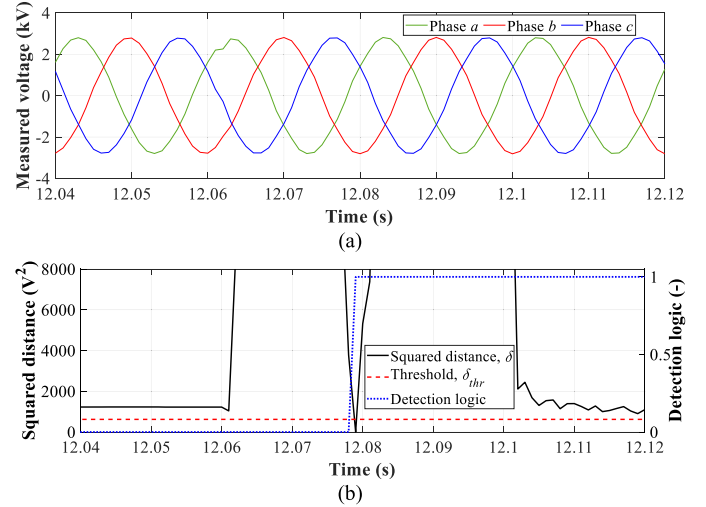 Measured voltage (kV)
4
2
0
-2
-4
Phase a
Phase b
Phase c
12.04
12.05
12.06
12.07
12.08
12.09
12.1
12.11
12.12
Time (s)
(a)
Squared distance (V²)
8000
6000
4000
2000
0
Squared distance, δ
Threshold, δthr
Detection logic
1
0.5
0
Detection logic (-)
12.04
12.05
12.06
12.07
12.08
12.09
12.1
12.11
12.12
Time (s)
(b)